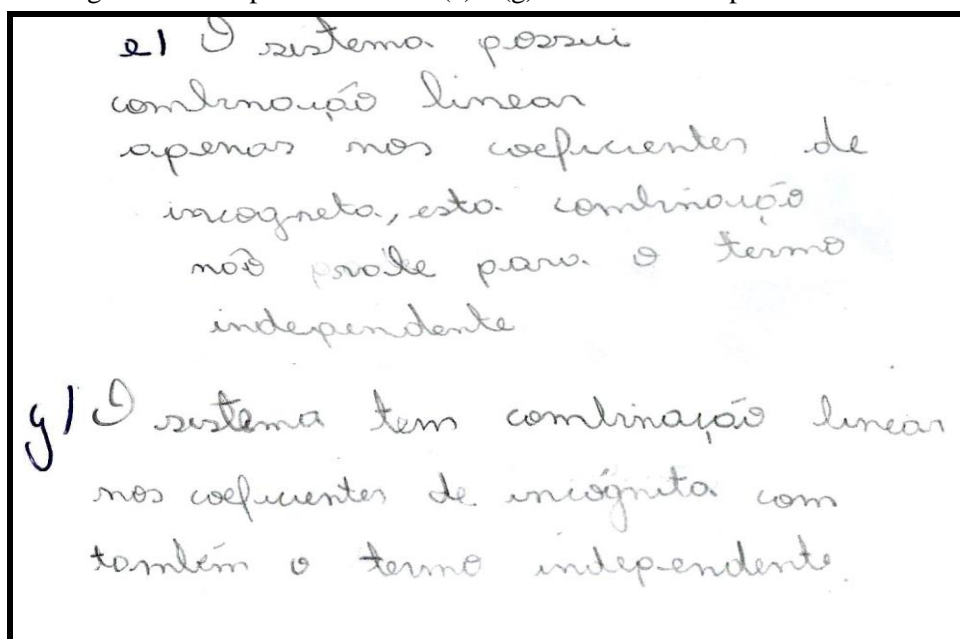 e) O sistema possui
combinação linear
apenas nos coeficientes de
incogneta, esta combinação
não vale para o termo
independente
g) O sistema tem combinação linear
nos coeficientes de incógnita com
também o termo independente.